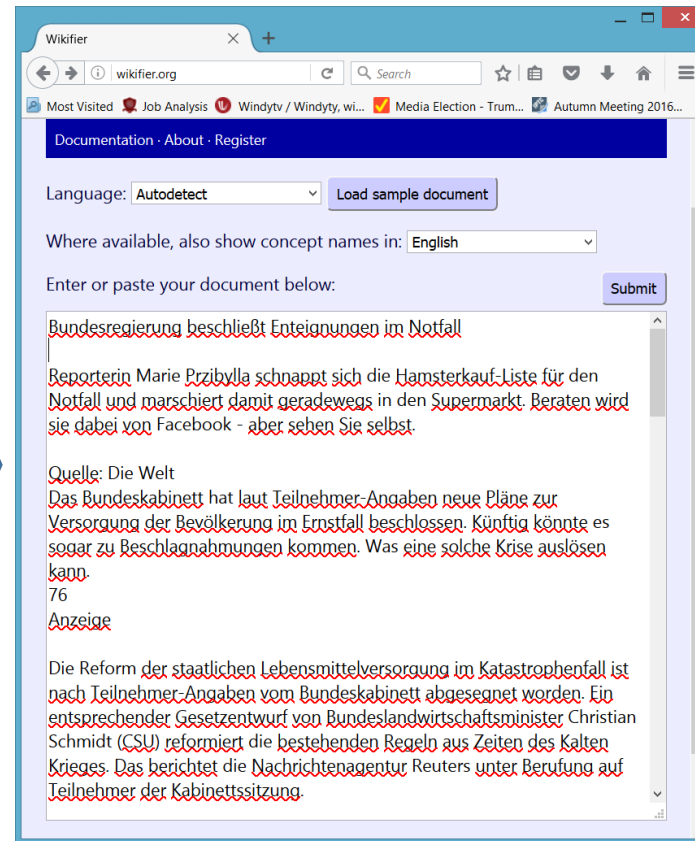 Wikifier
wikifier.org
Search
Most Visited Job Analysis Windytv / Windyty, wi... Media Election - Trum... Autumn Meeting 2016...
Documentation · About · Register
Language: Autodetect Load sample document
Where available, also show concept names in: English
Enter or paste your document below:
Submit
Bundesregierung beschließt Enteignungen im Notfall
Reporterin Marie Przibylla schnappt sich die Hamsterkauf-Liste für den
Notfall und marschiert damit geradewegs in den Supermarkt. Beraten wird
sie dabei von Facebook - aber sehen Sie selbst.
Quelle: Die Welt
Das Bundeskabinett hat laut Teilnehmer-Angaben neue Pläne zur
Versorgung der Bevölkerung im Ernstfall beschlossen. Künftig könnte es
sogar zu Beschlagnahmungen kommen. Was eine solche Krise auslösen
kann.
76
Anzeige
Die Reform der staatlichen Lebensmittelversorgung im Katastrophenfall ist
nach Teilnehmer-Angaben vom Bundeskabinett abgesegnet worden. Ein
entsprechender Gesetzentwurf von Bundeslandwirtschaftsminister Christian
Schmidt (CSU) reformiert die bestehenden Regeln aus Zeiten des Kalten
Krieges. Das berichtet die Nachrichtenagentur Reuters unter Berufung auf
Teilnehmer der Kabinettssitzung.